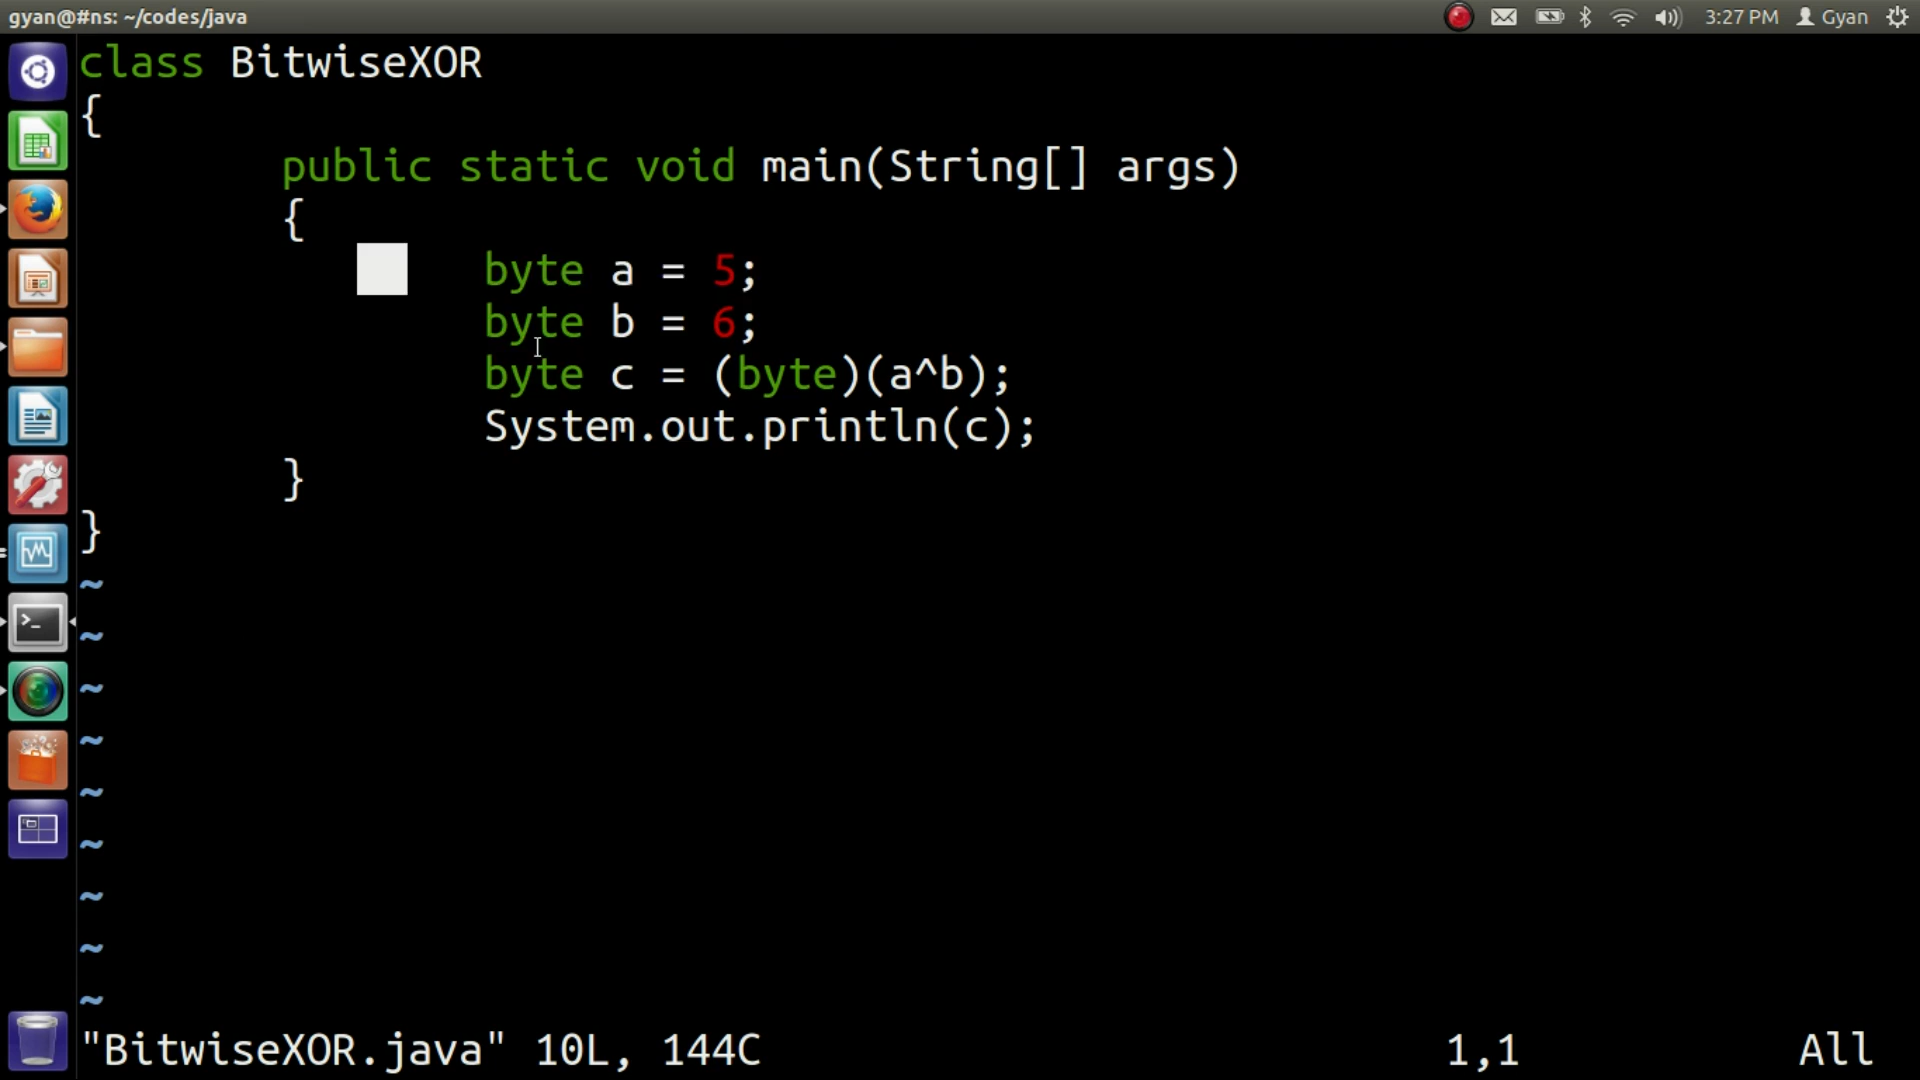 gyan@#ns: ~/codes/java 3:27 PM Gyan
class BitwiseXOR
{
public static void main(String[] args)
{
byte a = 5;
byte b = 6;
byte c = (byte)(a^b);
System.out.println(c);
}
}
~
~
~
~
~
~
~
~
~
"BitwiseXOR.java" 10L, 144C 1,1 All